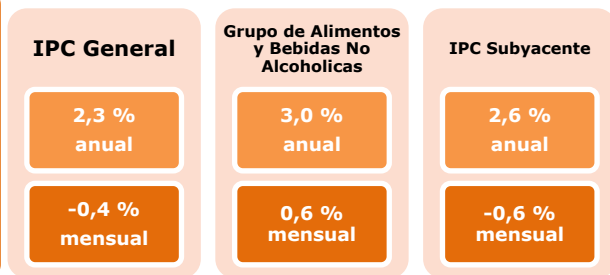 IPC General
2,3 %
anual
-0,4 %
mensual
Grupo de Alimentos
y Bebidas No
Alcoholicas
3,0 %
anual
0,6 %
mensual
IPC Subyacente
2,6 %
anual
-0,6 %
mensual